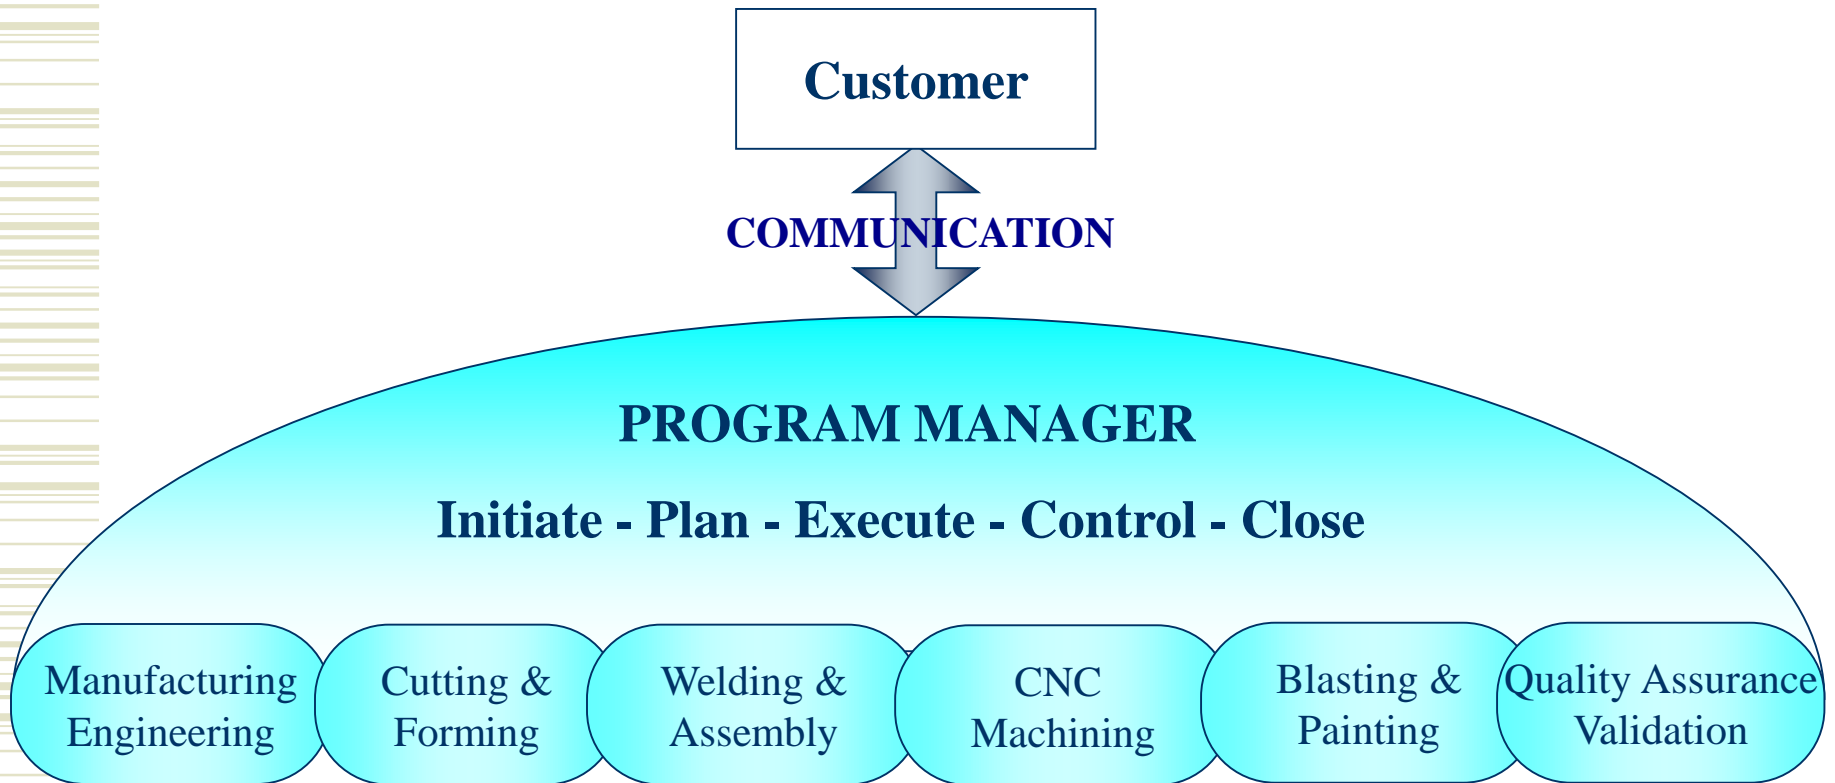 Customer
COMMUNICATION
PROGRAM MANAGER
Initiate - Plan - Execute - Control - Close
Manufacturing
Engineering
Cutting &
Forming
Welding &
Assembly
CNC
Machining
Blasting &
Painting
Quality Assurance
Validation